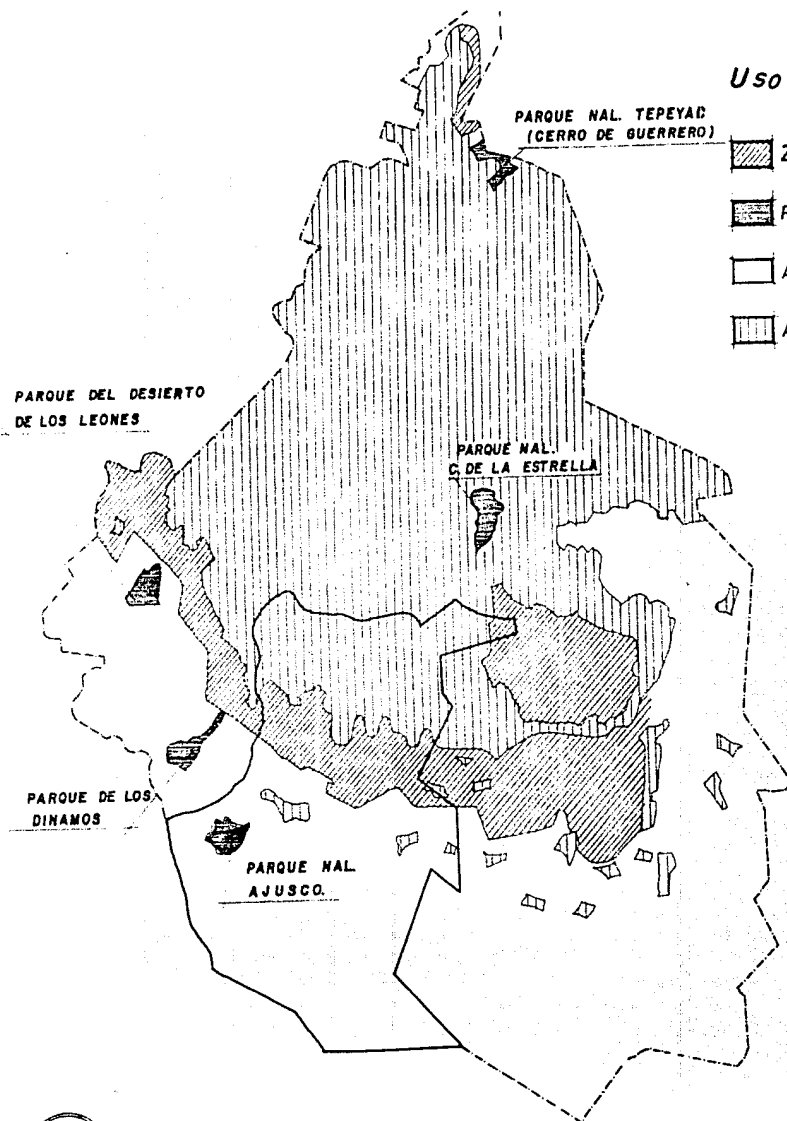 Uso
PARQUE NAL. TEPEYAC
(CERRO DE GUERRERO)
Z
P
A
A
PARQUE DEL DESIERTO
DE LOS LEONES
PARQUE NAL.
C. DE LA ESTRELLA
PARQUE DE LOS
DINAMOS
PARQUE NAL.
AJUSCO.